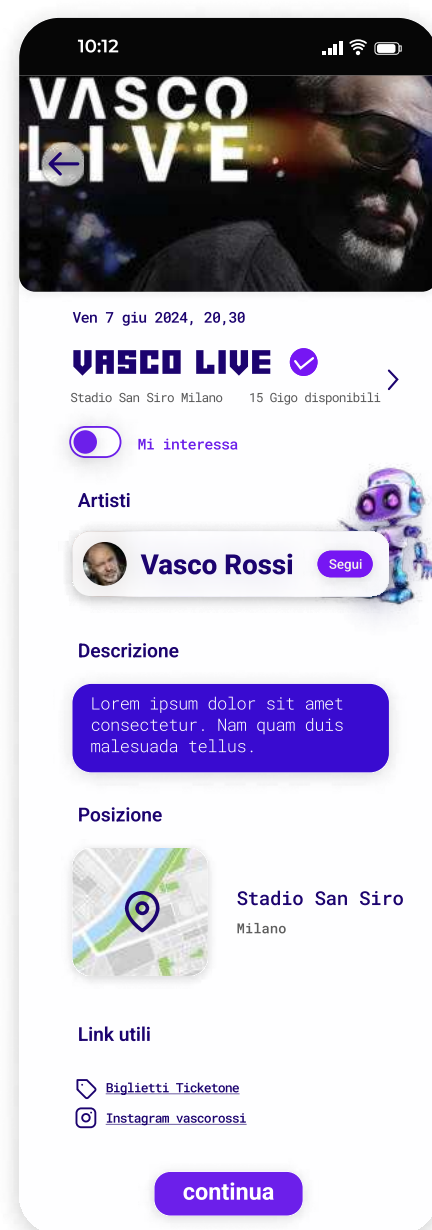 10:12
VASCO
LIVE
Ven 7 giu 2024, 20,30
VASCO LIVE
Stadio San Siro Milano 15 Gigo disponibili
Mi interessa
Artisti
Vasco Rossi Segui
Descrizione
Lorem ipsum dolor sit amet
consectetur. Nam quam duis
malesuada tellus.
Posizione
Stadio San Siro
Milano
Link utili
Biglietti Ticketone
Instagram vascorossi
continua